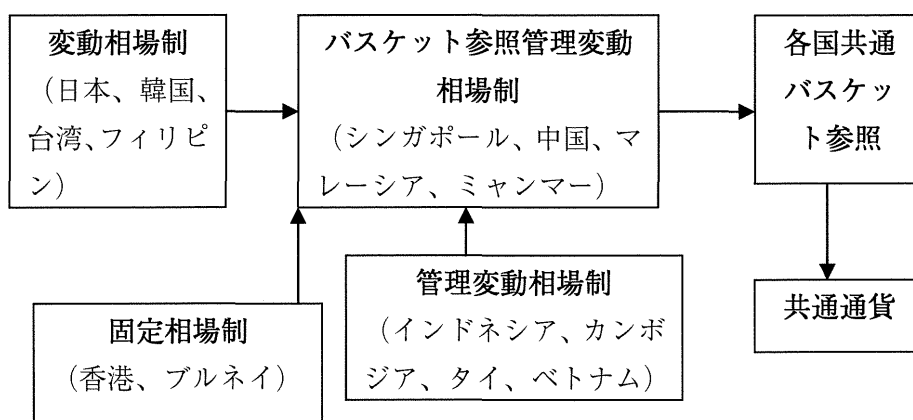 変動相場制
（日本、韓国、
台湾、フィリピ
ン）
バスケット参照管理変動
相場制
（シンガポール、中国、マ
レーシア、ミャンマー）
各国共通
バスケッ
ト参照
管理変動相場制
（インドネシア、カンボ
ジア、タイ、ベトナム）
固定相場制
（香港、ブルネイ）
共通通貨